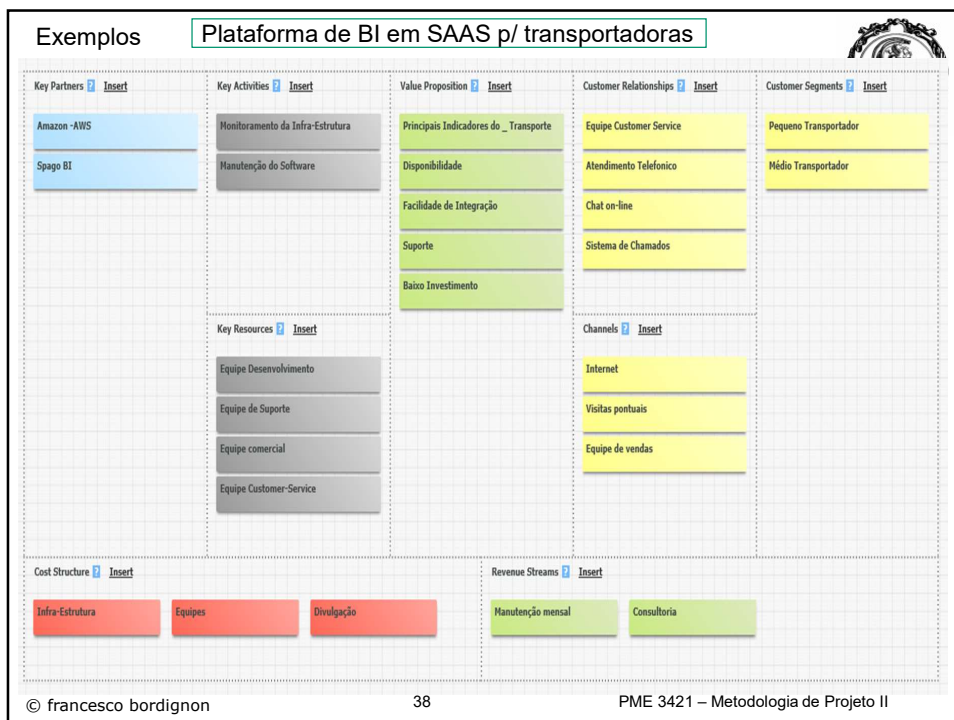 Exemplos
Plataforma de BI em SAAS p/ transportadoras
Key Partners ? Insert
Amazon -AWS
Spago BI
Key Activities ? Insert
Monitoramento da Infra-Estrutura
Manutenção do Software
Key Resources ? Insert
Equipe Desenvolvimento
Equipe de Suporte
Equipe comercial
Equipe Customer-Service
Value Proposition ? Insert
Principais Indicadores do _ Transporte
Disponibilidade
Facilidade de Integração
Suporte
Baixo Investimento
Customer Relationships ? Insert
Equipe Customer Service
Atendimento Telefonico
Chat on-line
Sistema de Chamados
Channels ? Insert
Internet
Visitas pontuais
Equipe de vendas
Customer Segments ? Insert
Pequeno Transportador
Médio Transportador
Cost Structure ? Insert
Infra-Estrutura
Equipes
Divulgação
Revenue Streams ? Insert
Manutenção mensal
Consultoria
© francesco bordignon
38
PME 3421 – Metodologia de Projeto II